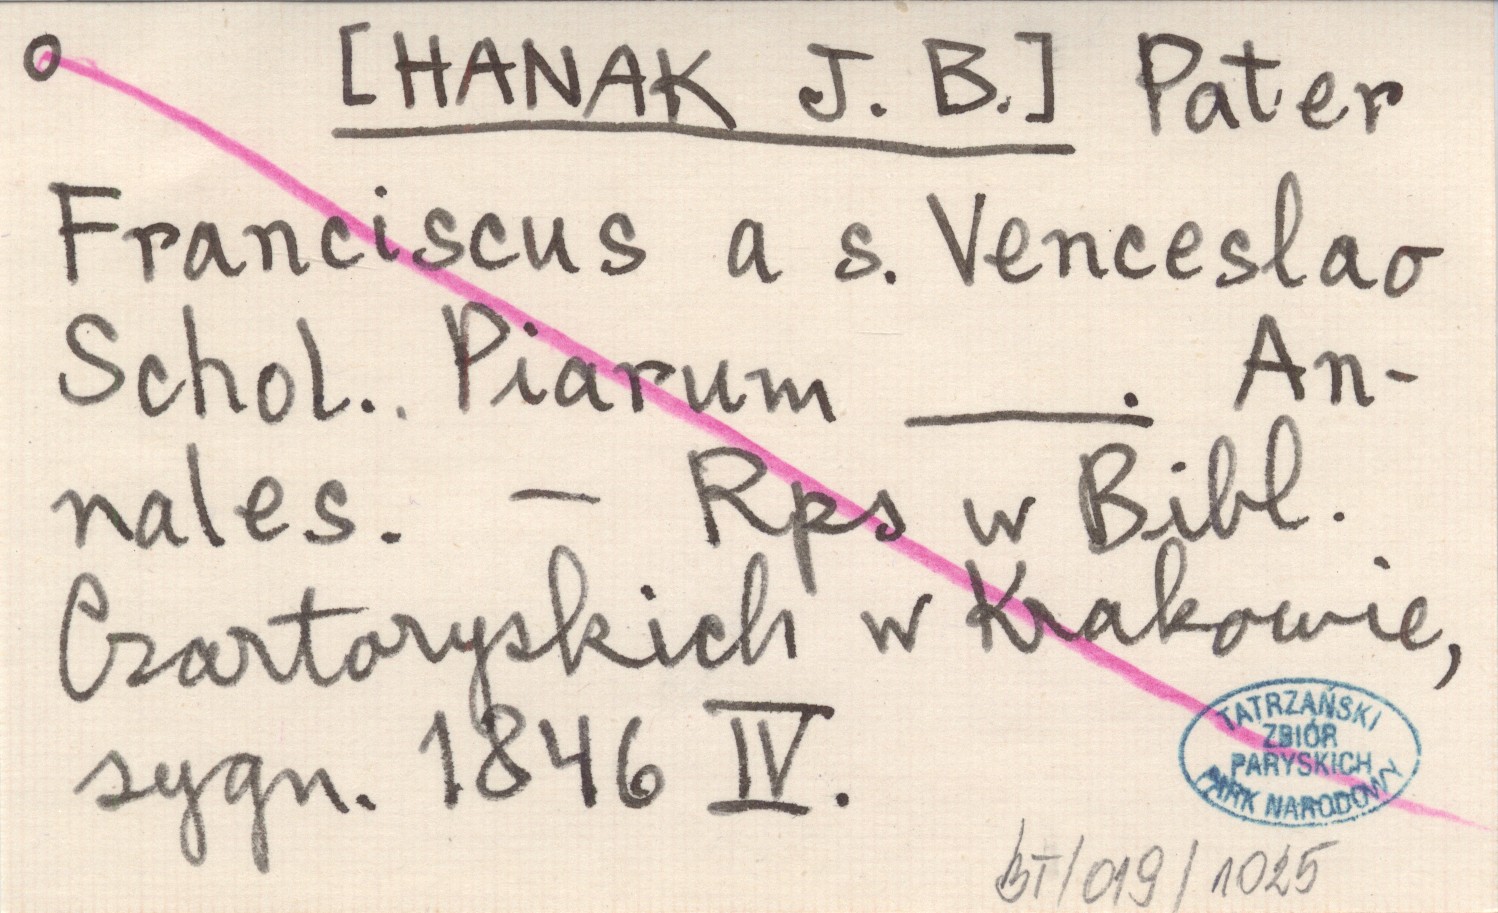 o [HANAK J. B.] Pater
Franciscus a s. Venceslao
Schol. Piarum ____. An-
nales. — Rps w Bibl.
Czartoryskich w Krakowie,
sygn. 1846 IV.
TATRZAŃSKI
ZBIÓR
PARYSKICH
PARK NARODOWY
BT/019/1025